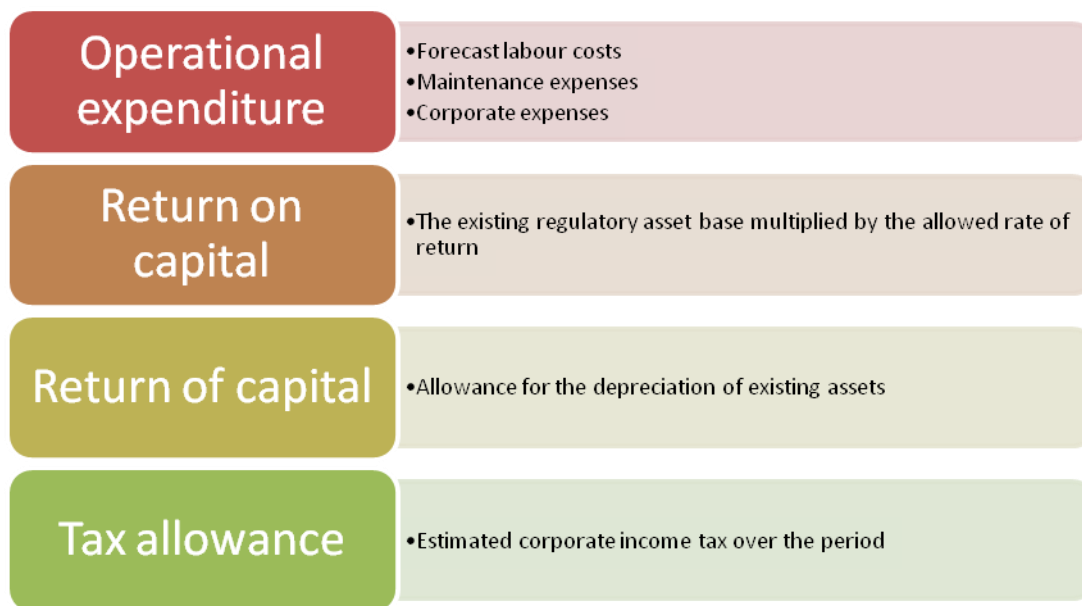 Operational
expenditure
•Forecast labour costs
•Maintenance expenses
•Corporate expenses
Return on
capital
•The existing regulatory asset base multiplied by the allowed rate of
return
Return of capital
•Allowance for the depreciation of existing assets
Tax allowance
•Estimated corporate income tax over the period